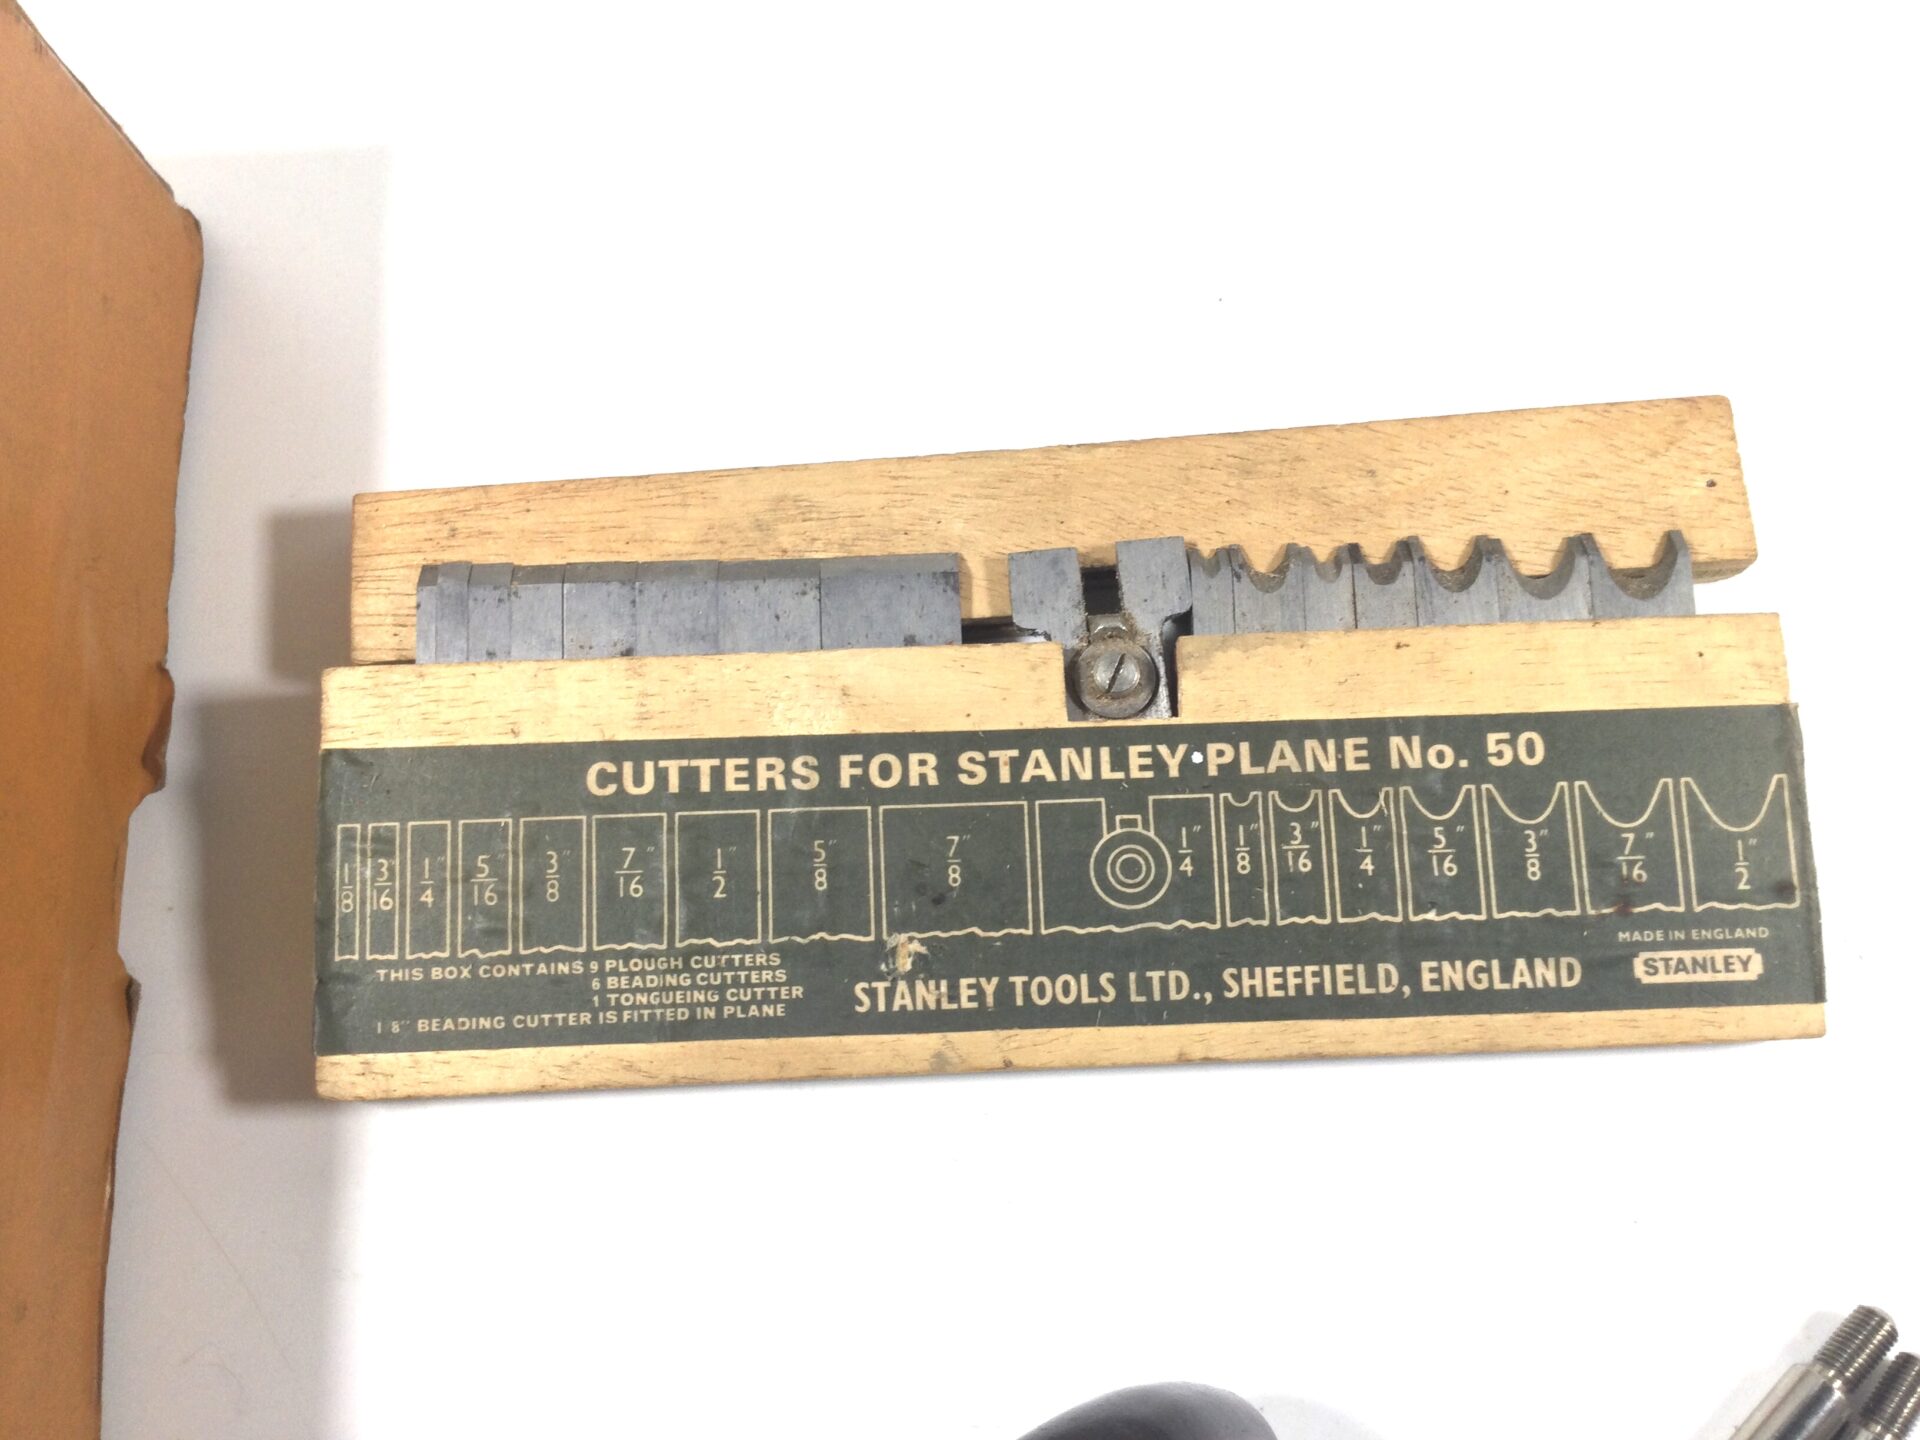 CUTTERS FOR STANLEY PLANE No. 50
1/8" 3/16" 1/4" 5/16" 3/8" 7/16" 1/2" 5/8" 7/8" 1/4" 1/8" 3/16" 1/4" 5/16" 3/8" 7/16" 1/2"
THIS BOX CONTAINS 9 PLOUGH CUTTERS
6 BEADING CUTTERS
1 TONGUEING CUTTER
1/8" BEADING CUTTER IS FITTED IN PLANE
STANLEY TOOLS LTD., SHEFFIELD, ENGLAND
MADE IN ENGLAND
STANLEY